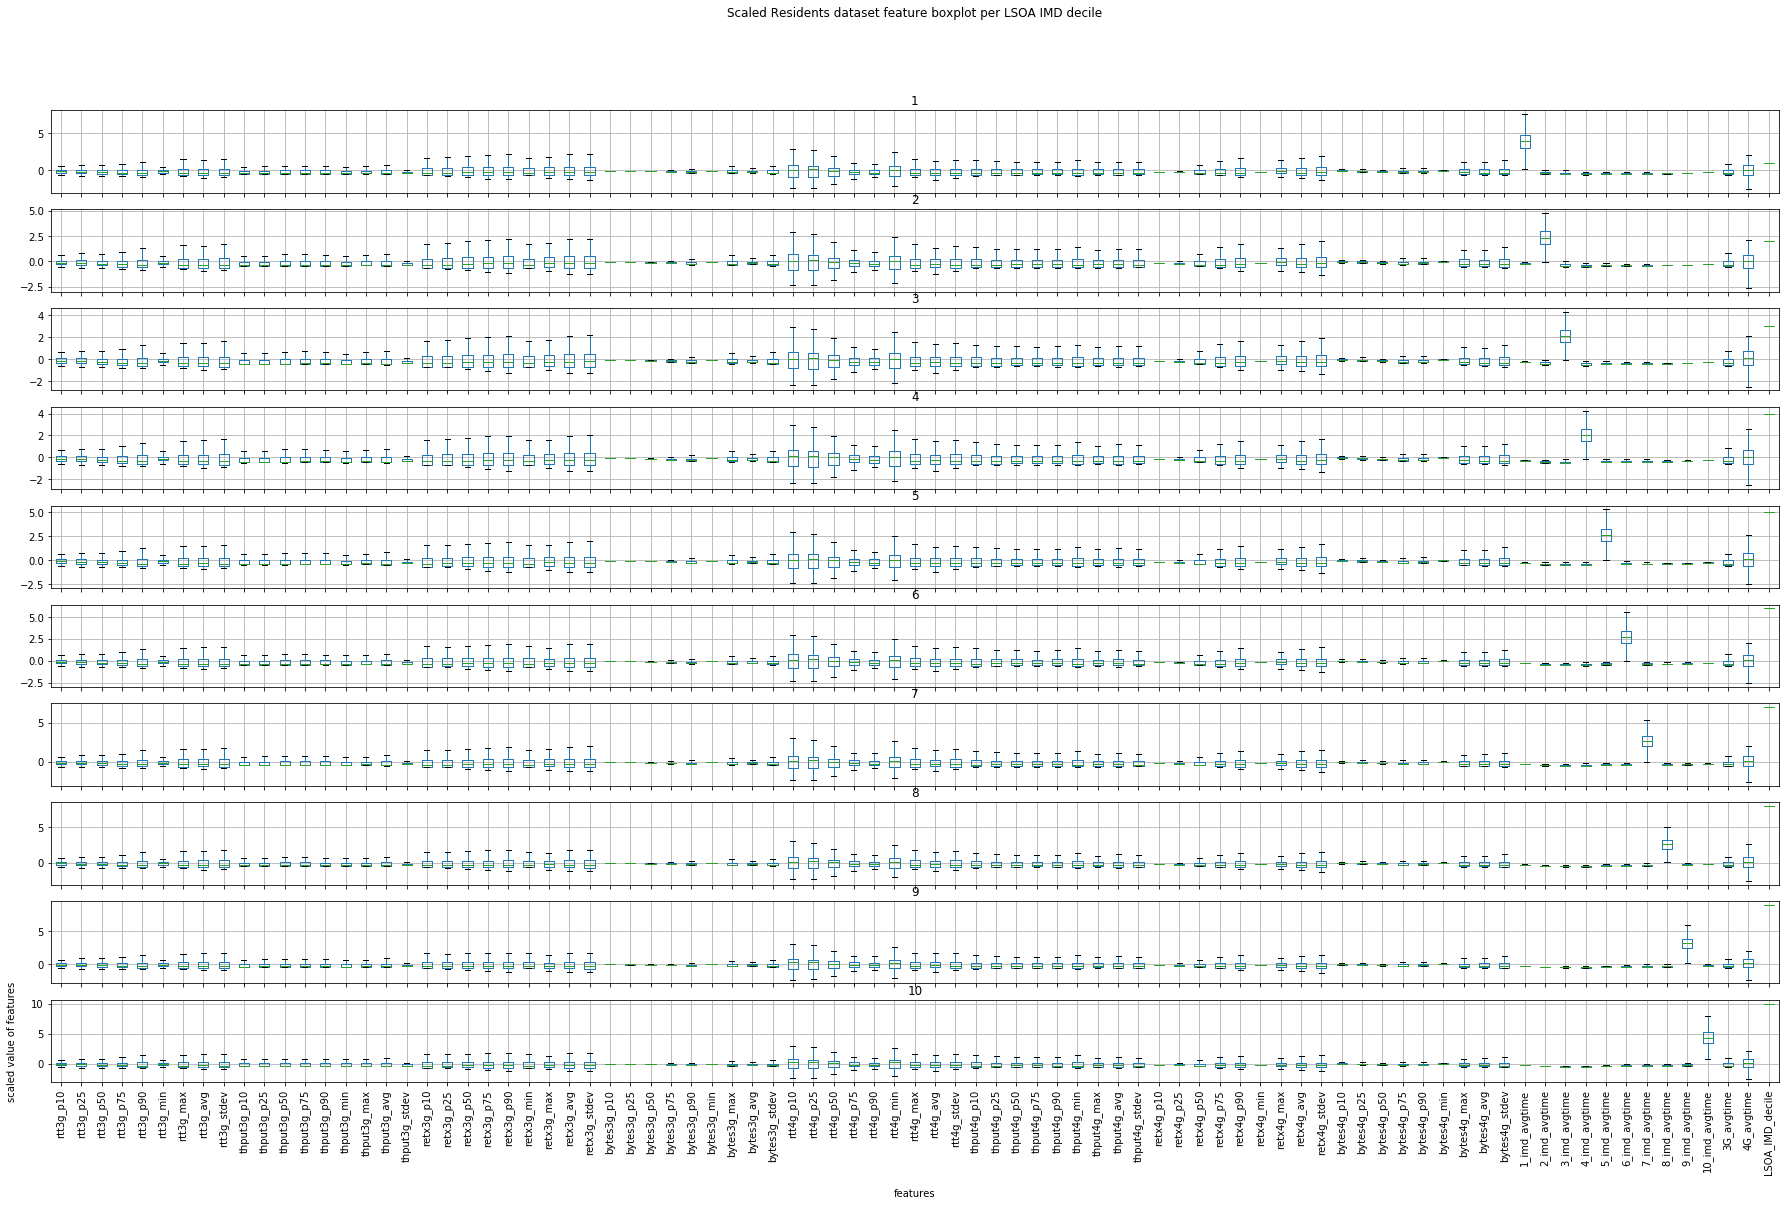 Scaled Residents dataset feature boxplot per LSOA IMD decile
1
5
0
2
5.0
2.5
0.0
−2.5
3
4
2
0
−2
4
4
2
0
−2
5
5.0
2.5
0.0
−2.5
6
5.0
2.5
0.0
−2.5
7
5
0
8
5
0
9
5
0
10
10
5
0
scaled value of features
rtt3g_p10
rtt3g_p25
rtt3g_p50
rtt3g_p75
rtt3g_p90
rtt3g_min
rtt3g_max
rtt3g_avg
rtt3g_stdev
thput3g_p10
thput3g_p25
thput3g_p50
thput3g_p75
thput3g_p90
thput3g_min
thput3g_max
thput3g_avg
thput3g_stdev
retx3g_p10
retx3g_p25
retx3g_p50
retx3g_p75
retx3g_p90
retx3g_min
retx3g_max
retx3g_avg
retx3g_stdev
bytes3g_p10
bytes3g_p25
bytes3g_p50
bytes3g_p75
bytes3g_p90
bytes3g_min
bytes3g_max
bytes3g_avg
bytes3g_stdev
rtt4g_p10
rtt4g_p25
rtt4g_p50
rtt4g_p75
rtt4g_p90
rtt4g_min
rtt4g_max
rtt4g_avg
rtt4g_stdev
thput4g_p10
thput4g_p25
thput4g_p50
thput4g_p75
thput4g_p90
thput4g_min
thput4g_max
thput4g_avg
thput4g_stdev
retx4g_p10
retx4g_p25
retx4g_p50
retx4g_p75
retx4g_p90
retx4g_min
retx4g_max
retx4g_avg
retx4g_stdev
bytes4g_p10
bytes4g_p25
bytes4g_p50
bytes4g_p75
bytes4g_p90
bytes4g_min
bytes4g_max
bytes4g_avg
bytes4g_stdev
1_imd_avgtime
2_imd_avgtime
3_imd_avgtime
4_imd_avgtime
5_imd_avgtime
6_imd_avgtime
7_imd_avgtime
8_imd_avgtime
9_imd_avgtime
10_imd_avgtime
3G_avgtime
4G_avgtime
LSOA_IMD_decile
features